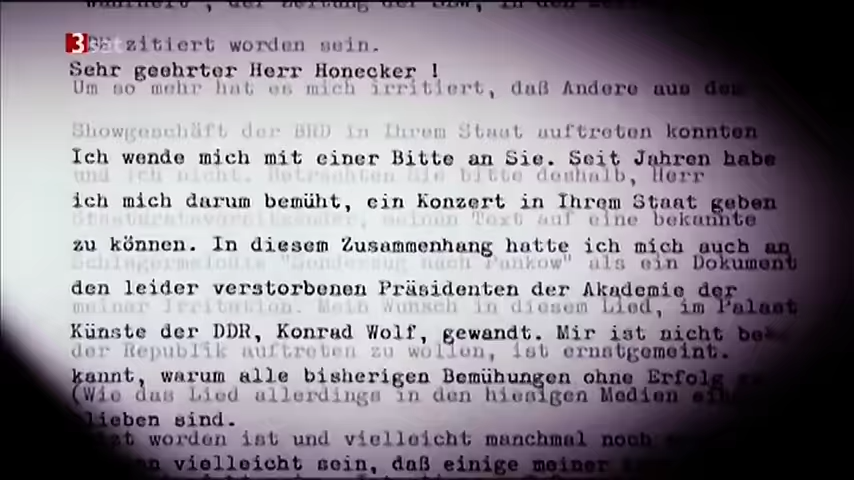 zitiert worden sein.
3sat
Sehr geehrter Herr Honecker !
Um so mehr hat es mich irritiert, daß Andere aus dem
Showgeschäft der BRD in Ihrem Staat auftreten konnten
Ich wende mich mit einer Bitte an Sie. Seit Jahren habe
und ich nicht. Betrachten Sie bitte deshalb, Herr
ich mich darum bemüht, ein Konzert in Ihrem Staat geben
Staatsratsvorsitzender, meinen Text auf eine bekannte
zu können. In diesem Zusammenhang hatte ich mich auch an
Schlagermelodie "Sonderzug nach Pankow" als ein Dokument
den leider verstorbenen Präsidenten der Akademie der
meiner Irritation. Mein Wunsch in diesem Lied, im Palast
Künste der DDR, Konrad Wolf, gewandt. Mir ist nicht be-
der Republik auftreten zu wollen, ist ernstgemeint.
kannt, warum alle bisherigen Bemühungen ohne Erfolg
(Wie das Lied allerdings in den hiesigen Medien
lieben sind.
worden ist und vielleicht manchmal noch
vielleicht sein, daß einige meiner